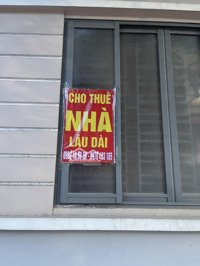 CHO THUÊ
NHÀ
LÂU DÀI